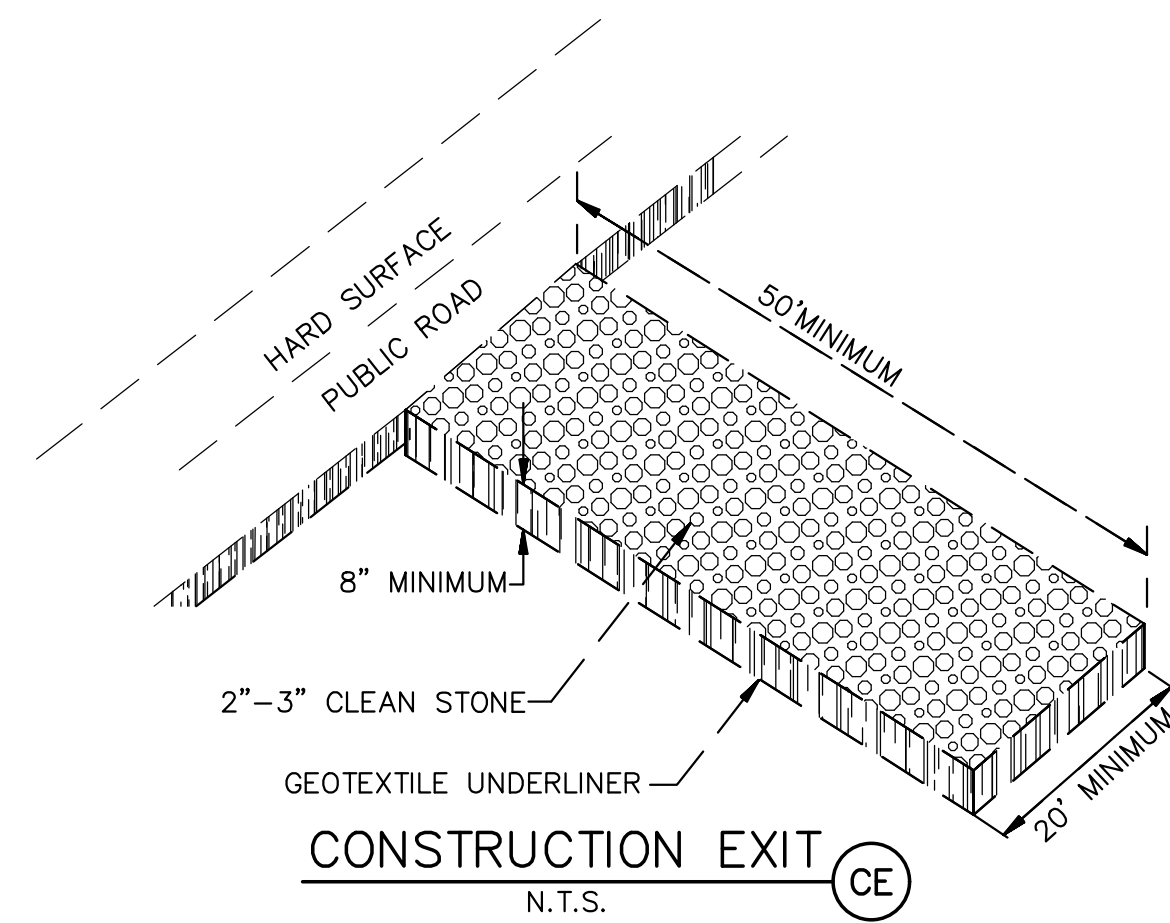 HARD SURFACE
PUBLIC ROAD
50'MINIMUM
8” MINIMUM
2”-3” CLEAN STONE
GEOTEXTILE UNDERLINER
20' MINIMUM
CONSTRUCTION EXIT
CE
N.T.S.